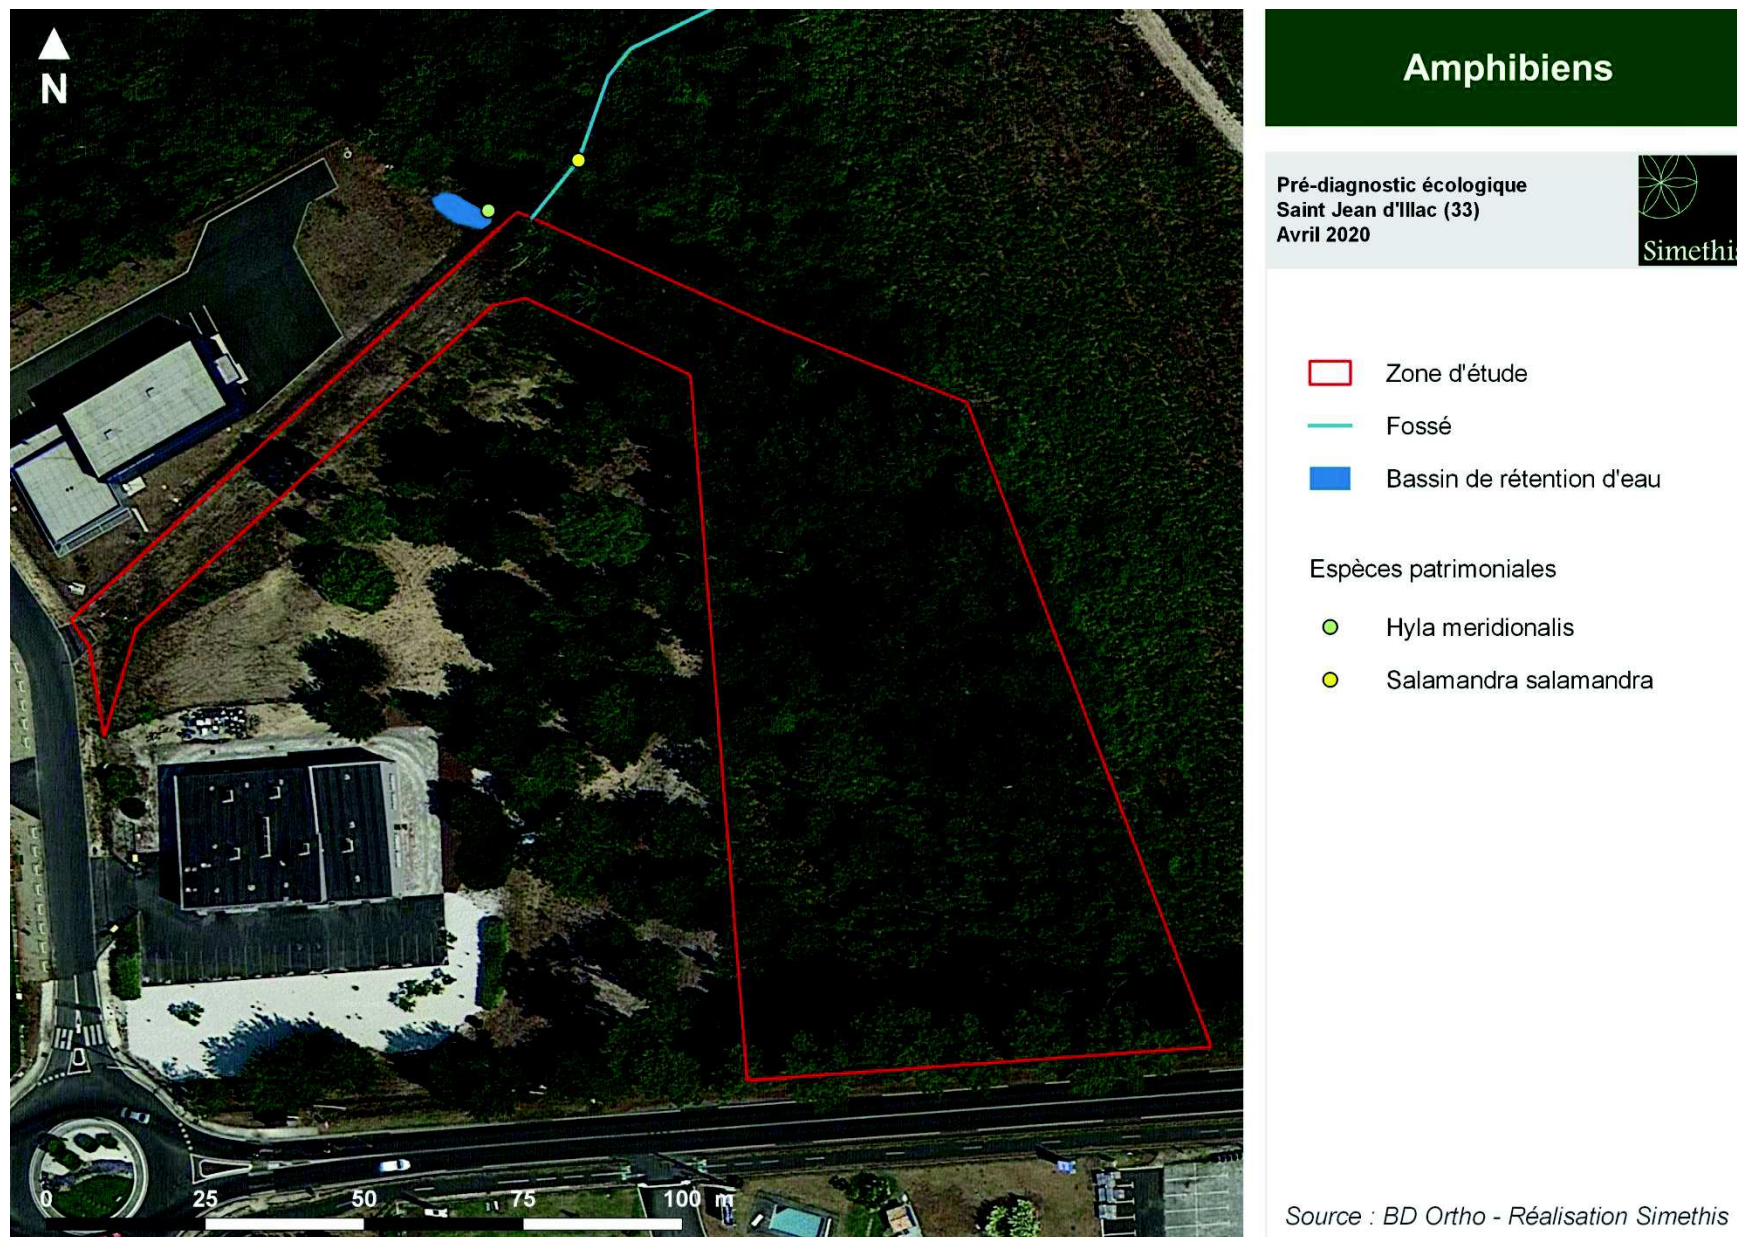 N
Amphibiens
Pré-diagnostic écologique
Saint Jean d'Illac (33)
Avril 2020
Simethis
Zone d'étude
Fossé
Bassin de rétention d'eau
Espèces patrimoniales
Hyla meridionalis
Salamandra salamandra
0 25 50 75 100 m
Source : BD Ortho - Réalisation Simethis